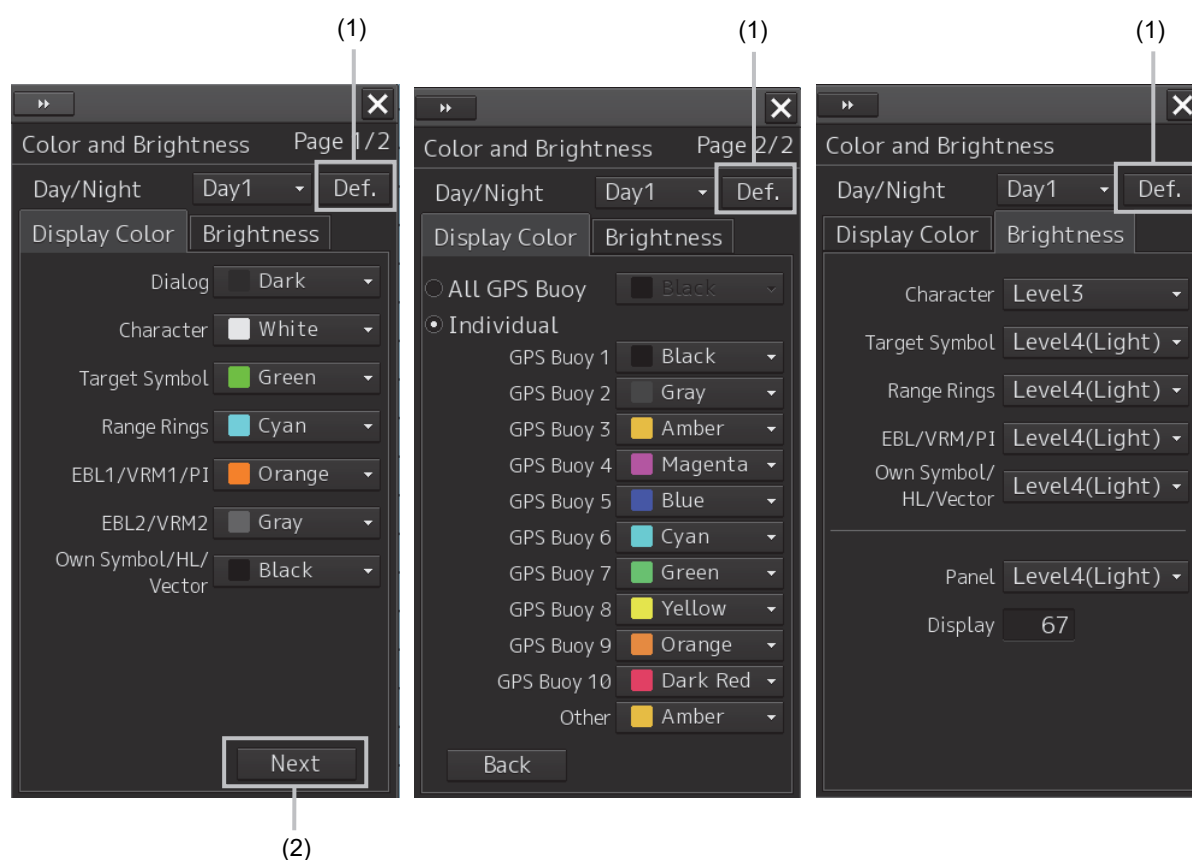 (1)
Color and Brightness Page 1/2
Day/Night Day1 Def.
Display Color Brightness
Dialog Dark
Character White
Target Symbol Green
Range Rings Cyan
EBL1/VRM1/PI Orange
EBL2/VRM2 Gray
Own Symbol/HL/
Vector Black
Next
(2)
(1)
Color and Brightness Page 2/2
Day/Night Day1 Def.
Display Color Brightness
All GPS Buoy Black
Individual
GPS Buoy 1 Black
GPS Buoy 2 Gray
GPS Buoy 3 Amber
GPS Buoy 4 Magenta
GPS Buoy 5 Blue
GPS Buoy 6 Cyan
GPS Buoy 7 Green
GPS Buoy 8 Yellow
GPS Buoy 9 Orange
GPS Buoy 10 Dark Red
Other Amber
Back
(1)
Color and Brightness
Day/Night Day1 Def.
Display Color Brightness
Character Level3
Target Symbol Level4(Light)
Range Rings Level4(Light)
EBL/VRM/PI Level4(Light)
Own Symbol/
HL/Vector Level4(Light)
Panel Level4(Light)
Display 67